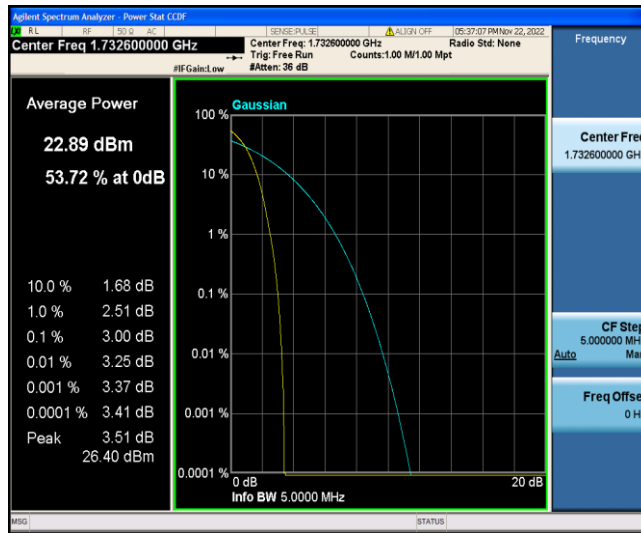 Agilent Spectrum Analyzer - Power Stat CCDF
RL RF 50 Ω AC SENSE:PULSE ALIGN OFF 05:37:07 PM Nov 22, 2022
Center Freq 1.732600000 GHz Center Freq: 1.732600000 GHz Radio Std: None
Trig: Free Run Counts:1.00 M/1.00 Mpt
#IFGain:Low #Atten: 36 dB
Frequency
Average Power
22.89 dBm
53.72 % at 0dB
10.0 % 1.68 dB
1.0 % 2.51 dB
0.1 % 3.00 dB
0.01 % 3.25 dB
0.001 % 3.37 dB
0.0001 % 3.41 dB
Peak 3.51 dB
26.40 dBm
Gaussian
100 %
10 %
1 %
0.1 %
0.01 %
0.001 %
0.0001 %
0 dB 20 dB
Info BW 5.0000 MHz
Center Fre
1.732600000 GH
CF Step
5.000000 MH
Auto Ma
Freq Offse
0 H
MSG STATUS